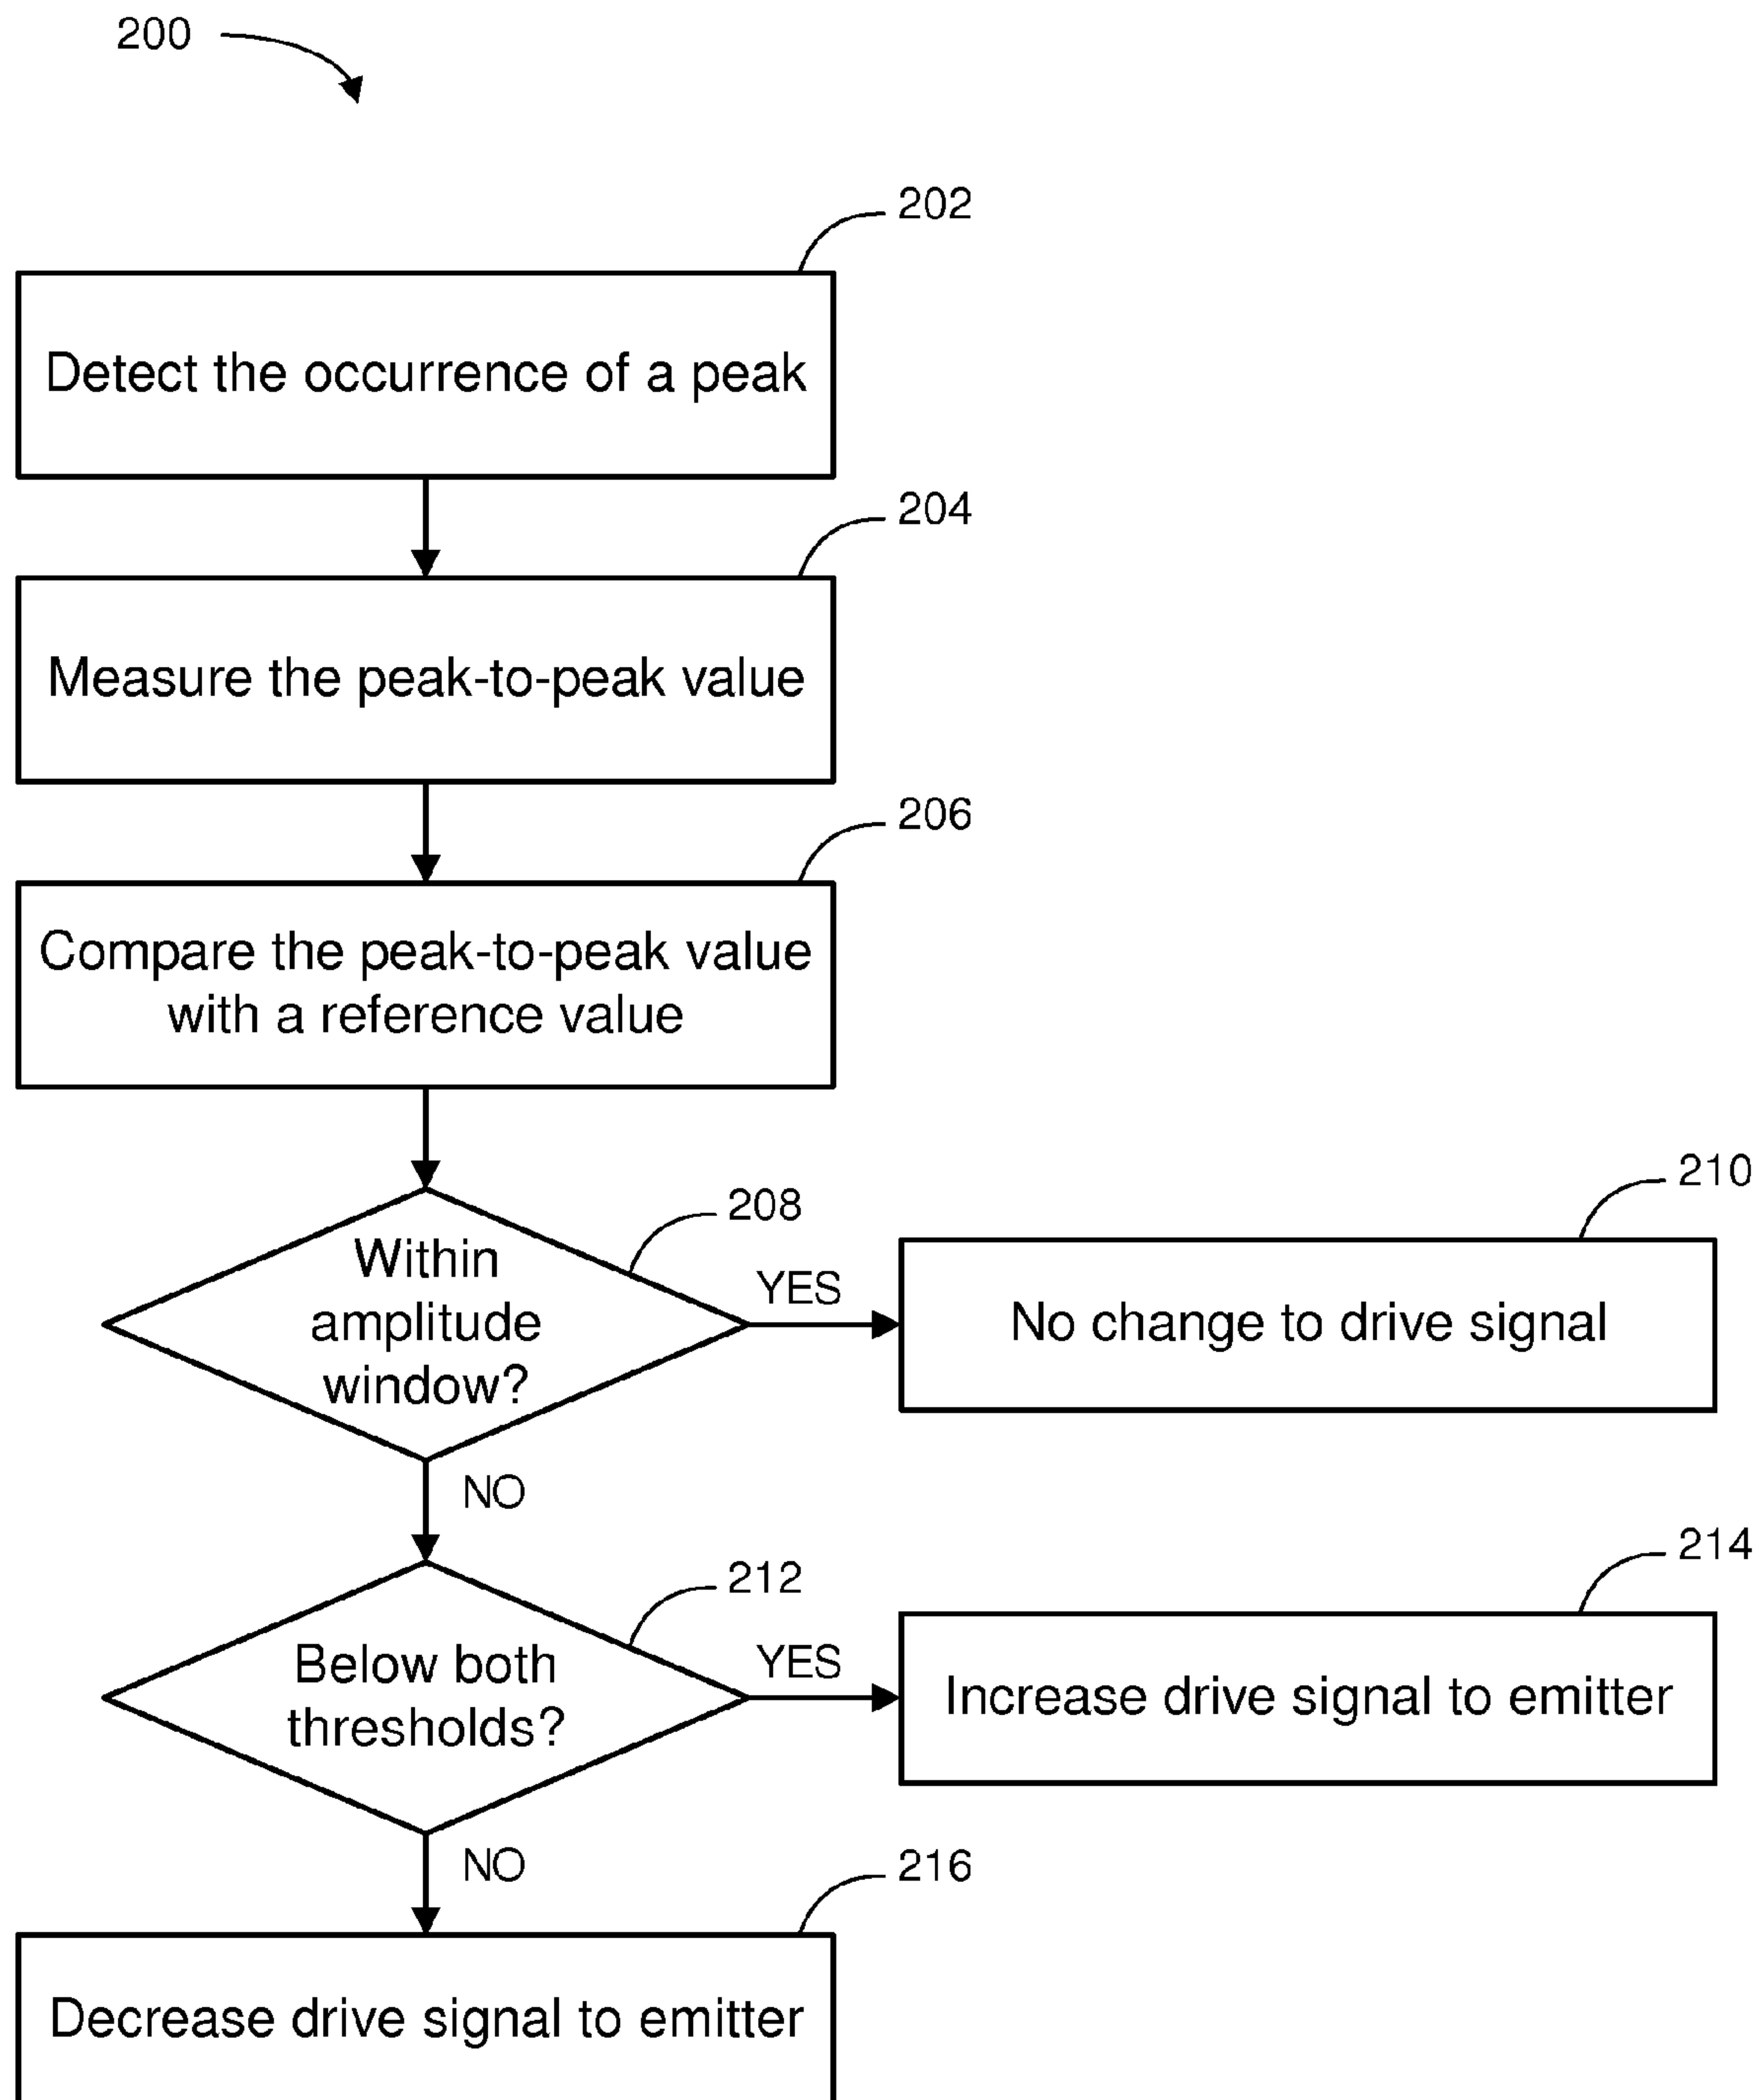 200
202
Detect the occurrence of a peak
204
Measure the peak-to-peak value
206
Compare the peak-to-peak value
with a reference value
208
Within
amplitude
window?
YES
210
No change to drive signal
NO
212
Below both
thresholds?
YES
214
Increase drive signal to emitter
NO
216
Decrease drive signal to emitter